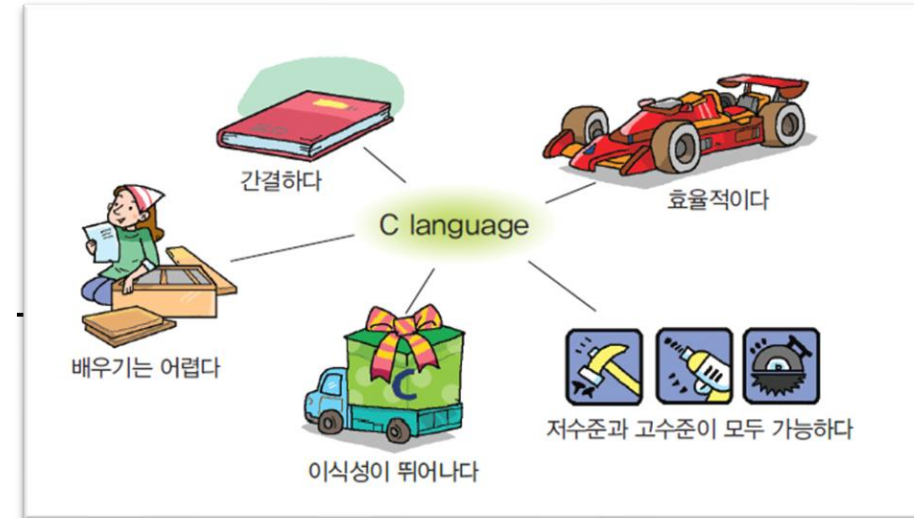 간결하다
효율적이다
C language
배우기는 어렵다
C
이식성이 뛰어나다
저수준과 고수준이 모두 가능하다